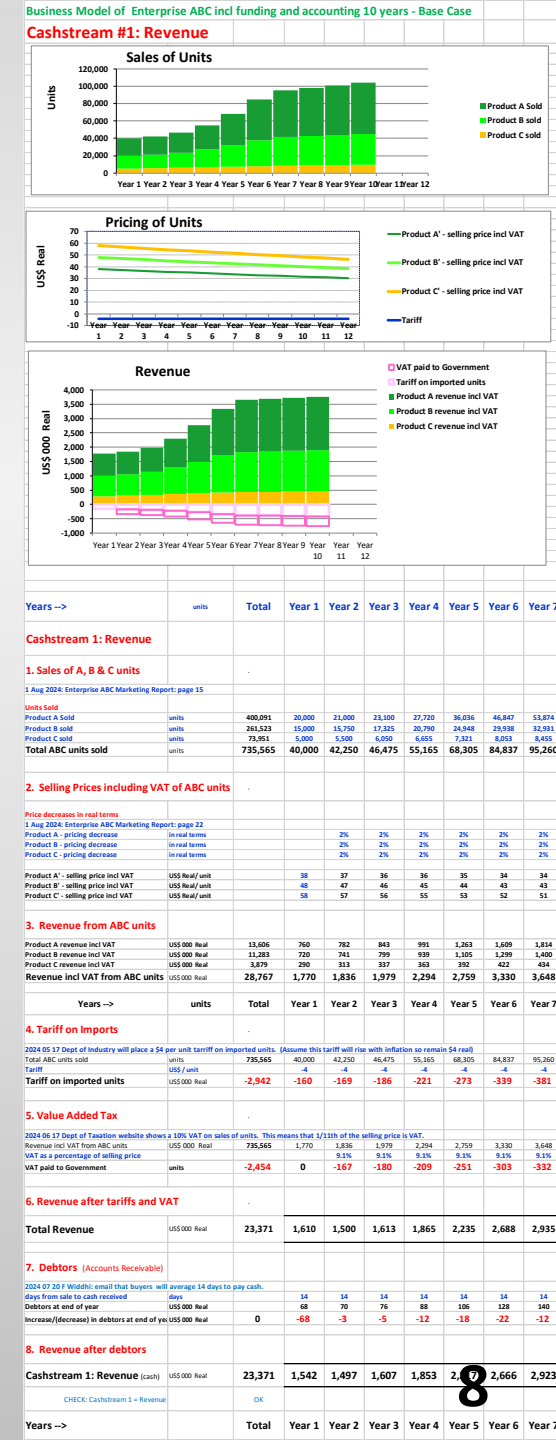 Business Model of  Enterprise ABC incl funding and accounting 10 years - Base Case
Cashstream #1: Revenue
Sales of Units
Units
120,000
100,000
80,000
60,000
40,000
20,000
0
Year 1 Year 2 Year 3 Year 4 Year 5 Year 6 Year 7 Year 8 Year 9 Year 10 Year 11 Year 12
Product A Sold
Product B sold
Product C sold
Pricing of Units
US$ Real
70
60
50
40
30
20
10
0
-10
Year 1 Year 2 Year 3 Year 4 Year 5 Year 6 Year 7 Year 8 Year 9 Year 10 Year 11 Year 12
Product A' - selling price incl VAT
Product B' - selling price incl VAT
Product C' - selling price incl VAT
Tariff
Revenue
US$ 000 Real
4,000
3,500
3,000
2,500
2,000
1,500
1,000
500
0
-500
-1,000
Year 1 Year 2 Year 3 Year 4 Year 5 Year 6 Year 7 Year 8 Year 9 Year 10 Year 11 Year 12
VAT paid to Government
Tariff on imported units
Product A revenue incl VAT
Product B revenue incl VAT
Product C revenue incl VAT
Years --> units Total Year 1 Year 2 Year 3 Year 4 Year 5 Year 6 Year 7
Cashstream 1: Revenue
1. Sales of A, B & C units
1 Aug 2024: Enterprise ABC Marketing Report: page 15
Units Sold
Product A Sold units 400,091 20,000 21,000 23,100 27,720 36,036 46,847 53,874
Product B sold units 261,523 15,000 15,750 17,325 20,790 24,948 29,938 32,931
Product C sold units 73,951 5,000 5,500 6,050 6,655 7,321 8,053 8,455
Total ABC units sold units 735,565 40,000 42,250 46,475 55,165 68,305 84,837 95,260
2. Selling Prices including VAT of ABC units
Price decreases in real terms
1 Aug 2024: Enterprise ABC Marketing Report: page 22
Product A - pricing decrease in real terms 2% 2% 2% 2% 2% 2%
Product B - pricing decrease in real terms 2% 2% 2% 2% 2% 2%
Product C - pricing decrease in real terms 2% 2% 2% 2% 2% 2%
Product A' - selling price incl VAT US$ Real/ unit 38 37 36 36 35 34 34
Product B' - selling price incl VAT US$ Real/ unit 48 47 46 45 44 43 43
Product C' - selling price incl VAT US$ Real/ unit 58 57 56 55 53 52 51
3. Revenue from ABC units
Product A revenue incl VAT US$ 000 Real 13,606 760 782 843 991 1,263 1,609 1,814
Product B revenue incl VAT US$ 000 Real 11,283 720 741 799 939 1,105 1,299 1,400
Product C revenue incl VAT US$ 000 Real 3,879 290 313 337 363 392 422 434
Revenue incl VAT from ABC units US$ 000 Real 28,767 1,770 1,836 1,979 2,294 2,759 3,330 3,648
Years --> units Total Year 1 Year 2 Year 3 Year 4 Year 5 Year 6 Year 7
4. Tariff on Imports
2024 05 17 Dept of Industry will place a $4 per unit tarriff on imported units. (Assume this tariff will rise with inflation so remain $4 real)
Total ABC units sold units 735,565 40,000 42,250 46,475 55,165 68,305 84,837 95,260
Tariff US$ / unit -4 -4 -4 -4 -4 -4 -4
Tariff on imported units US$ 000 Real -2,942 -160 -169 -186 -221 -273 -339 -381
5. Value Added Tax
2024 06 17 Dept of Taxation website shows a 10% VAT on sales of units. This means that 1/11th of the selling price is VAT.
Revenue incl VAT from ABC units US$ 000 Real 735,565 1,770 1,836 1,979 2,294 2,759 3,330 3,648
VAT as a percentage of selling price 9.1% 9.1% 9.1% 9.1% 9.1% 9.1%
VAT paid to Government units -2,454 0 -167 -180 -209 -251 -303 -332
6. Revenue after tariffs and VAT
Total Revenue US$ 000 Real 23,371 1,610 1,500 1,613 1,865 2,235 2,688 2,935
7. Debtors (Accounts Receivable)
2024 07 20 F Widdhi: email that buyers will average 14 days to pay cash.
days from sale to cash received days 14 14 14 14 14 14 14
Debtors at end of year US$ 000 Real 68 70 76 88 106 128 140
Increase/(decrease) in debtors at end of yea US$ 000 Real 0 -68 -3 -5 -12 -18 -22 -12
8. Revenue after debtors
Cashstream 1: Revenue (cash) US$ 000 Real 23,371 1,542 1,497 1,607 1,853 2,666 2,923
8
CHECK: Cashstream 1 = Revenue OK
Years --> Total Year 1 Year 2 Year 3 Year 4 Year 5 Year 6 Year 7